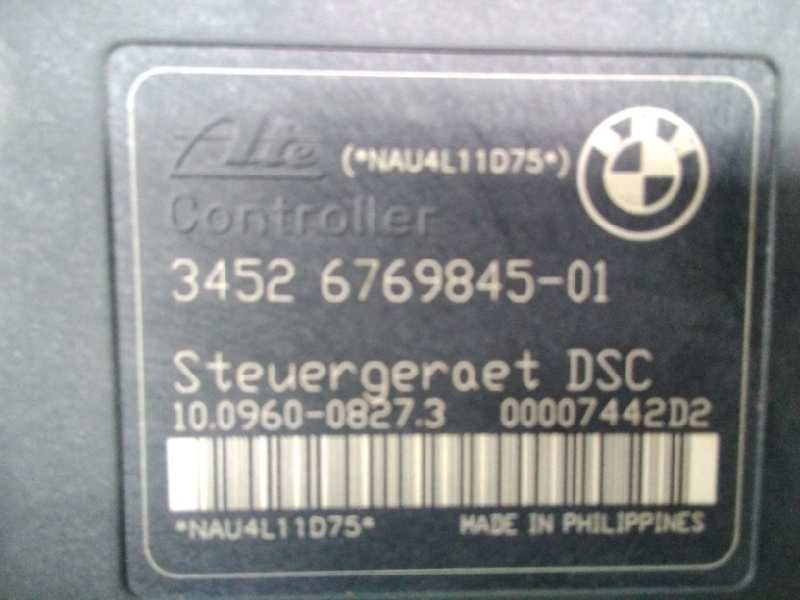 Ate (*NAU4L11D75*)
Controller
3452 6769845-01
Steuergeraet DSC
10.0960-0827.3 00007442D2
*NAU4L11D75* MADE IN PHILIPPINES